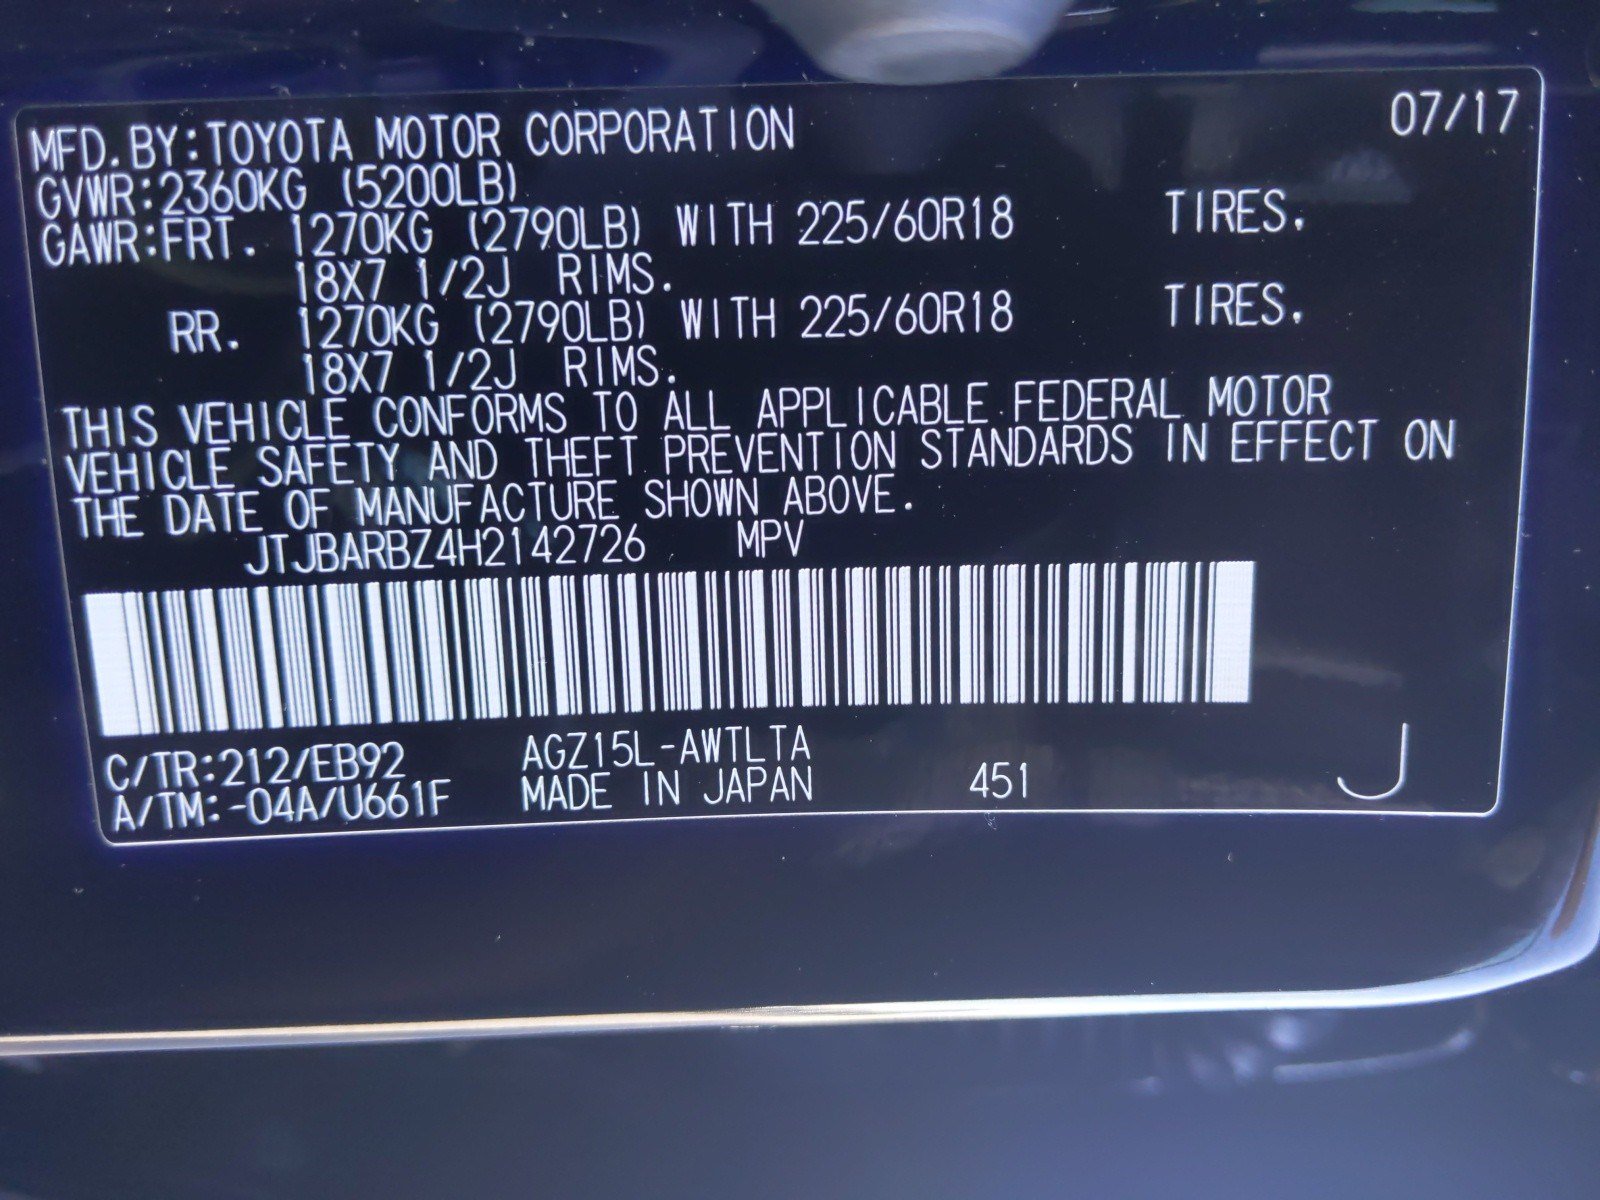 07/17
MFD.BY:TOYOTA MOTOR CORPORATION
GVWR:2360KG (5200LB)
GAWR:FRT. 1270KG (2790LB) WITH 225/60R18 TIRES.
18X7 1/2J RIMS.
RR. 1270KG (2790LB) WITH 225/60R18 TIRES.
18X7 1/2J RIMS.
THIS VEHICLE CONFORMS TO ALL APPLICABLE FEDERAL MOTOR
VEHICLE SAFETY AND THEFT PREVENTION STANDARDS IN EFFECT ON
THE DATE OF MANUFACTURE SHOWN ABOVE.
JTJBARBZ4H2142726 MPV
C/TR:212/EB92 AGZ15L-AWTLTA
A/TM:-04A/U661F MADE IN JAPAN 451 J